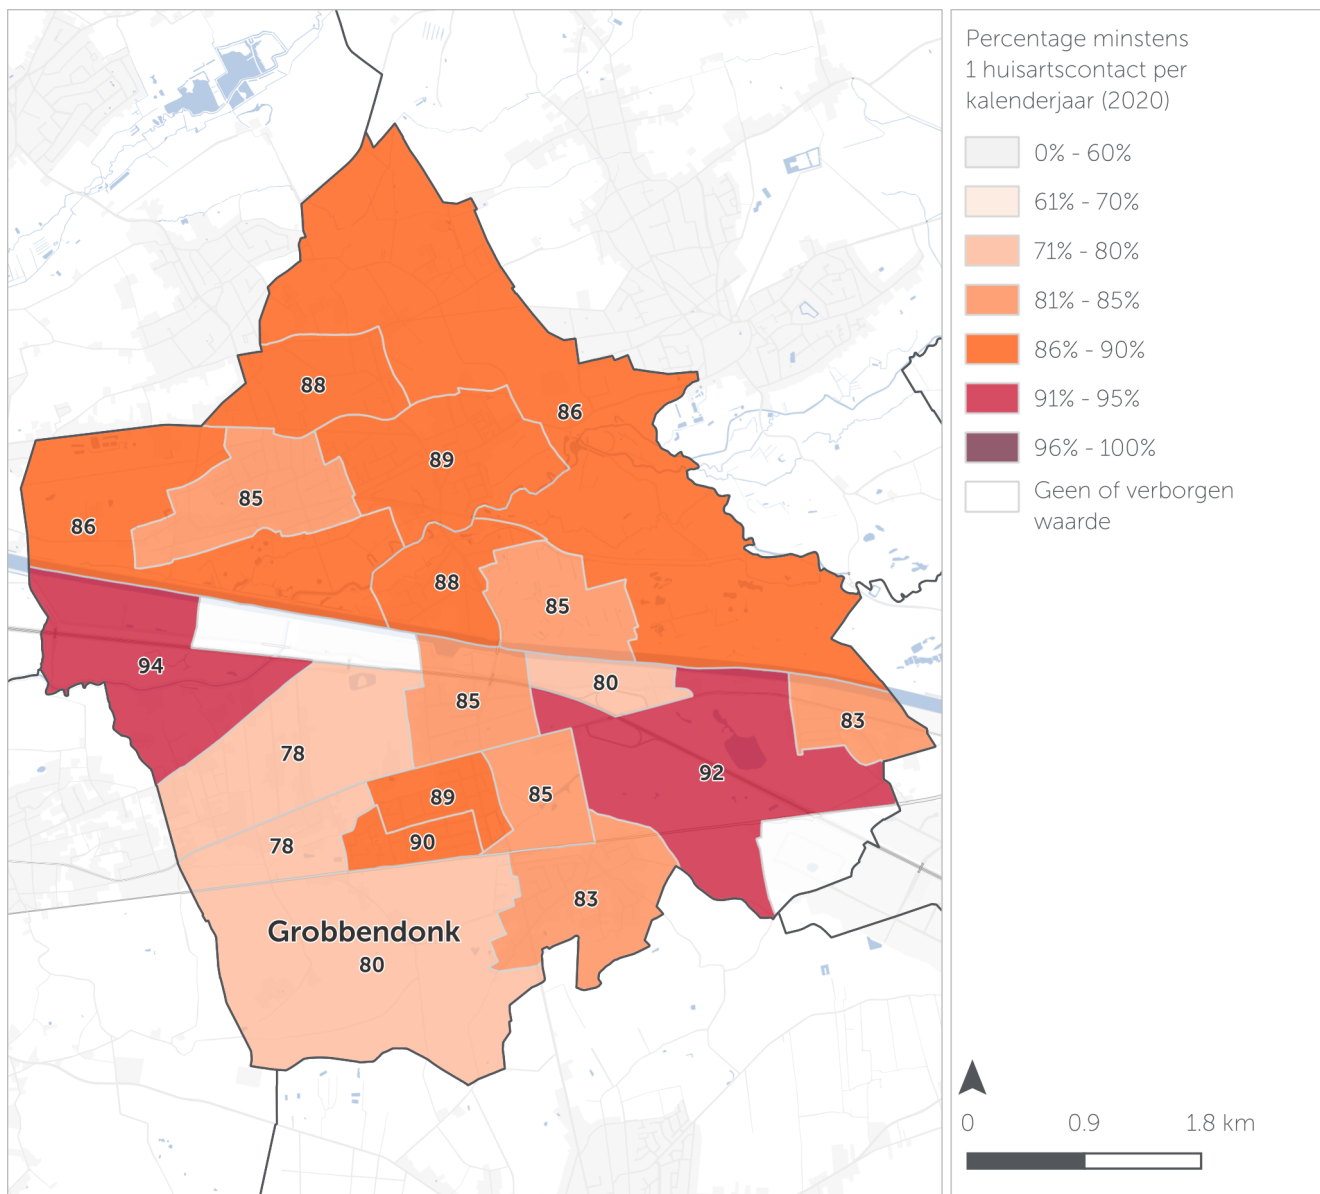 Percentage minstens
1 huisartscontact per
kalenderjaar (2020)
0% - 60%
61% - 70%
71% - 80%
81% - 85%
86% - 90%
91% - 95%
96% - 100%
Geen of verborgen
waarde
88
86
89
85
86
88
85
94
80
85
83
78
92
89
85
90
78
83
Grobbendonk
80
0 0.9 1.8 km